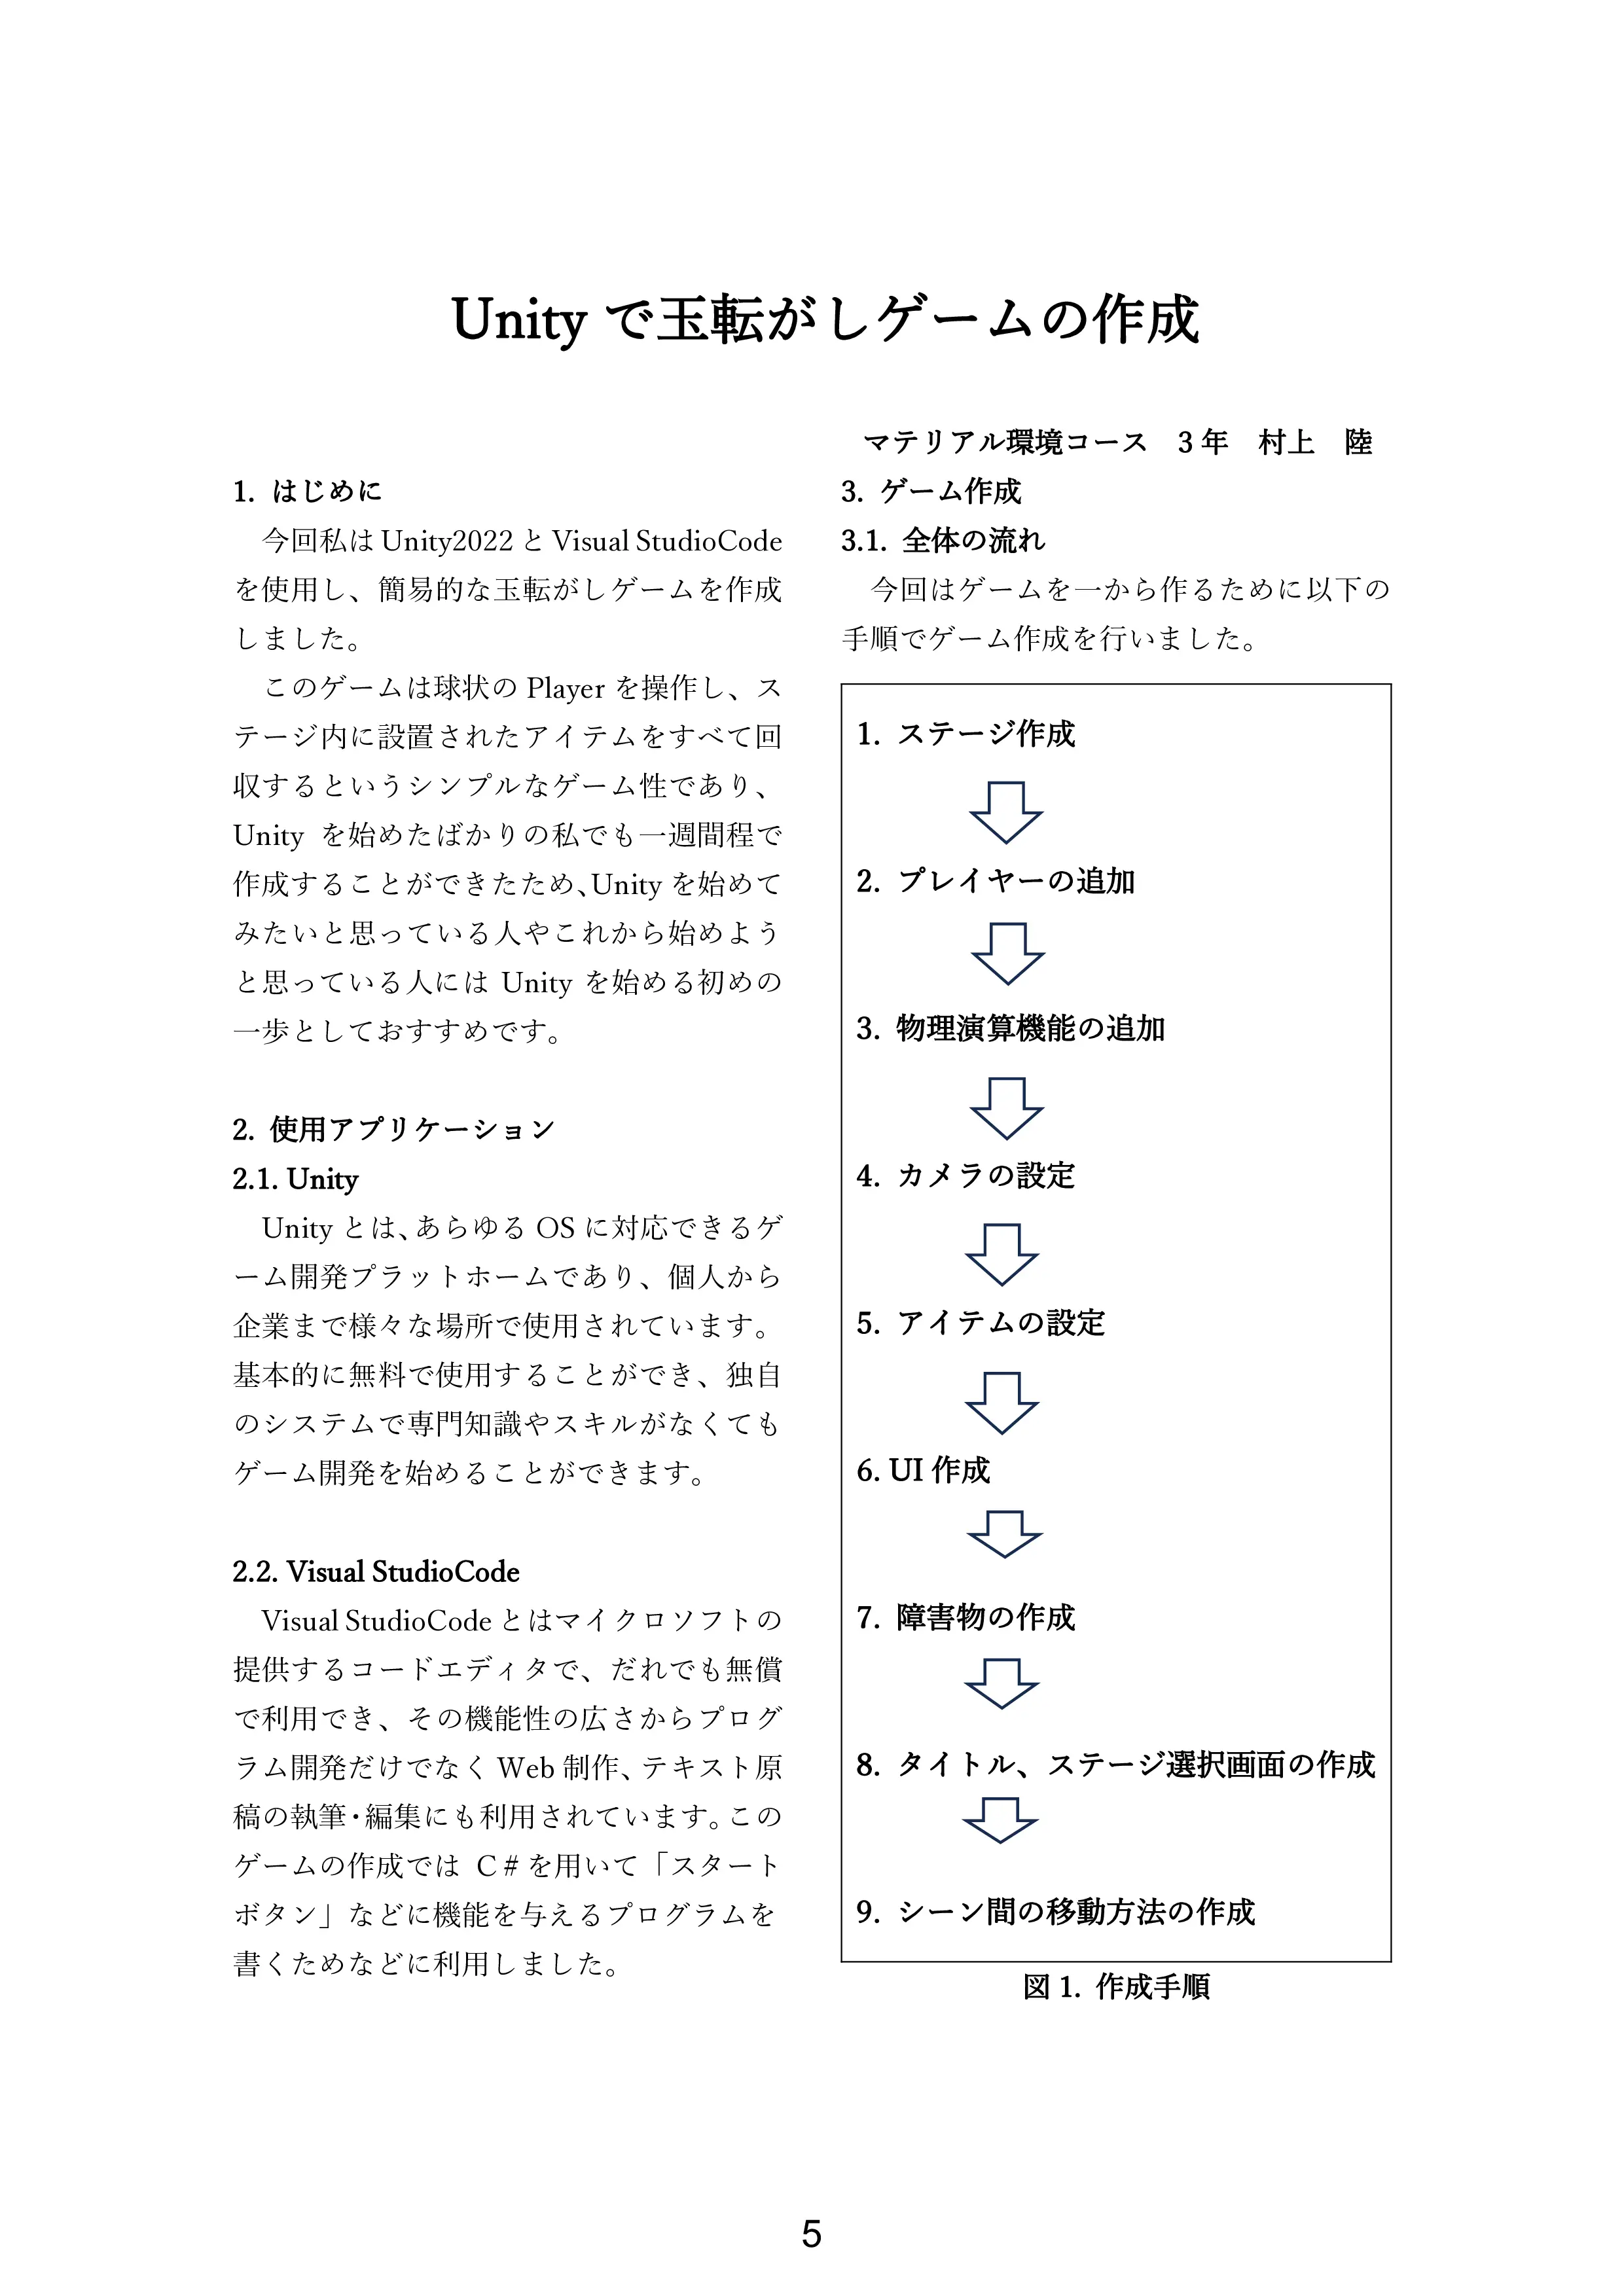 Unity で玉転がしゲームの作成
マテリアル環境コース　3 年　村上　陸
1. はじめに
今回私は Unity2022 と Visual StudioCode
を使用し、簡易的な玉転がしゲームを作成
しました。
このゲームは球状の Player を操作し、ス
テージ内に設置されたアイテムをすべて回
収するというシンプルなゲーム性であり、
Unity を始めたばかりの私でも一週間程で
作成することができたため、Unity を始めて
みたいと思っている人やこれから始めよう
と思っている人には Unity を始める初めの
一歩としておすすめです。
2. 使用アプリケーション
2.1. Unity
Unity とは、あらゆる OS に対応できるゲ
ーム開発プラットホームであり、個人から
企業まで様々な場所で使用されています。
基本的に無料で使用することができ、独自
のシステムで専門知識やスキルがなくても
ゲーム開発を始めることができます。
2.2. Visual StudioCode
Visual StudioCode とはマイクロソフトの
提供するコードエディタで、だれでも無償
で利用でき、その機能性の広さからプログ
ラム開発だけでなく Web 制作、テキスト原
稿の執筆・編集にも利用されています。この
ゲームの作成では C＃を用いて「スタート
ボタン」などに機能を与えるプログラムを
書くためなどに利用しました。
3. ゲーム作成
3.1. 全体の流れ
今回はゲームを一から作るために以下の
手順でゲーム作成を行いました。
1. ステージ作成
2. プレイヤーの追加
3. 物理演算機能の追加
4. カメラの設定
5. アイテムの設定
6. UI 作成
7. 障害物の作成
8. タイトル、ステージ選択画面の作成
9. シーン間の移動方法の作成
図 1. 作成手順
5